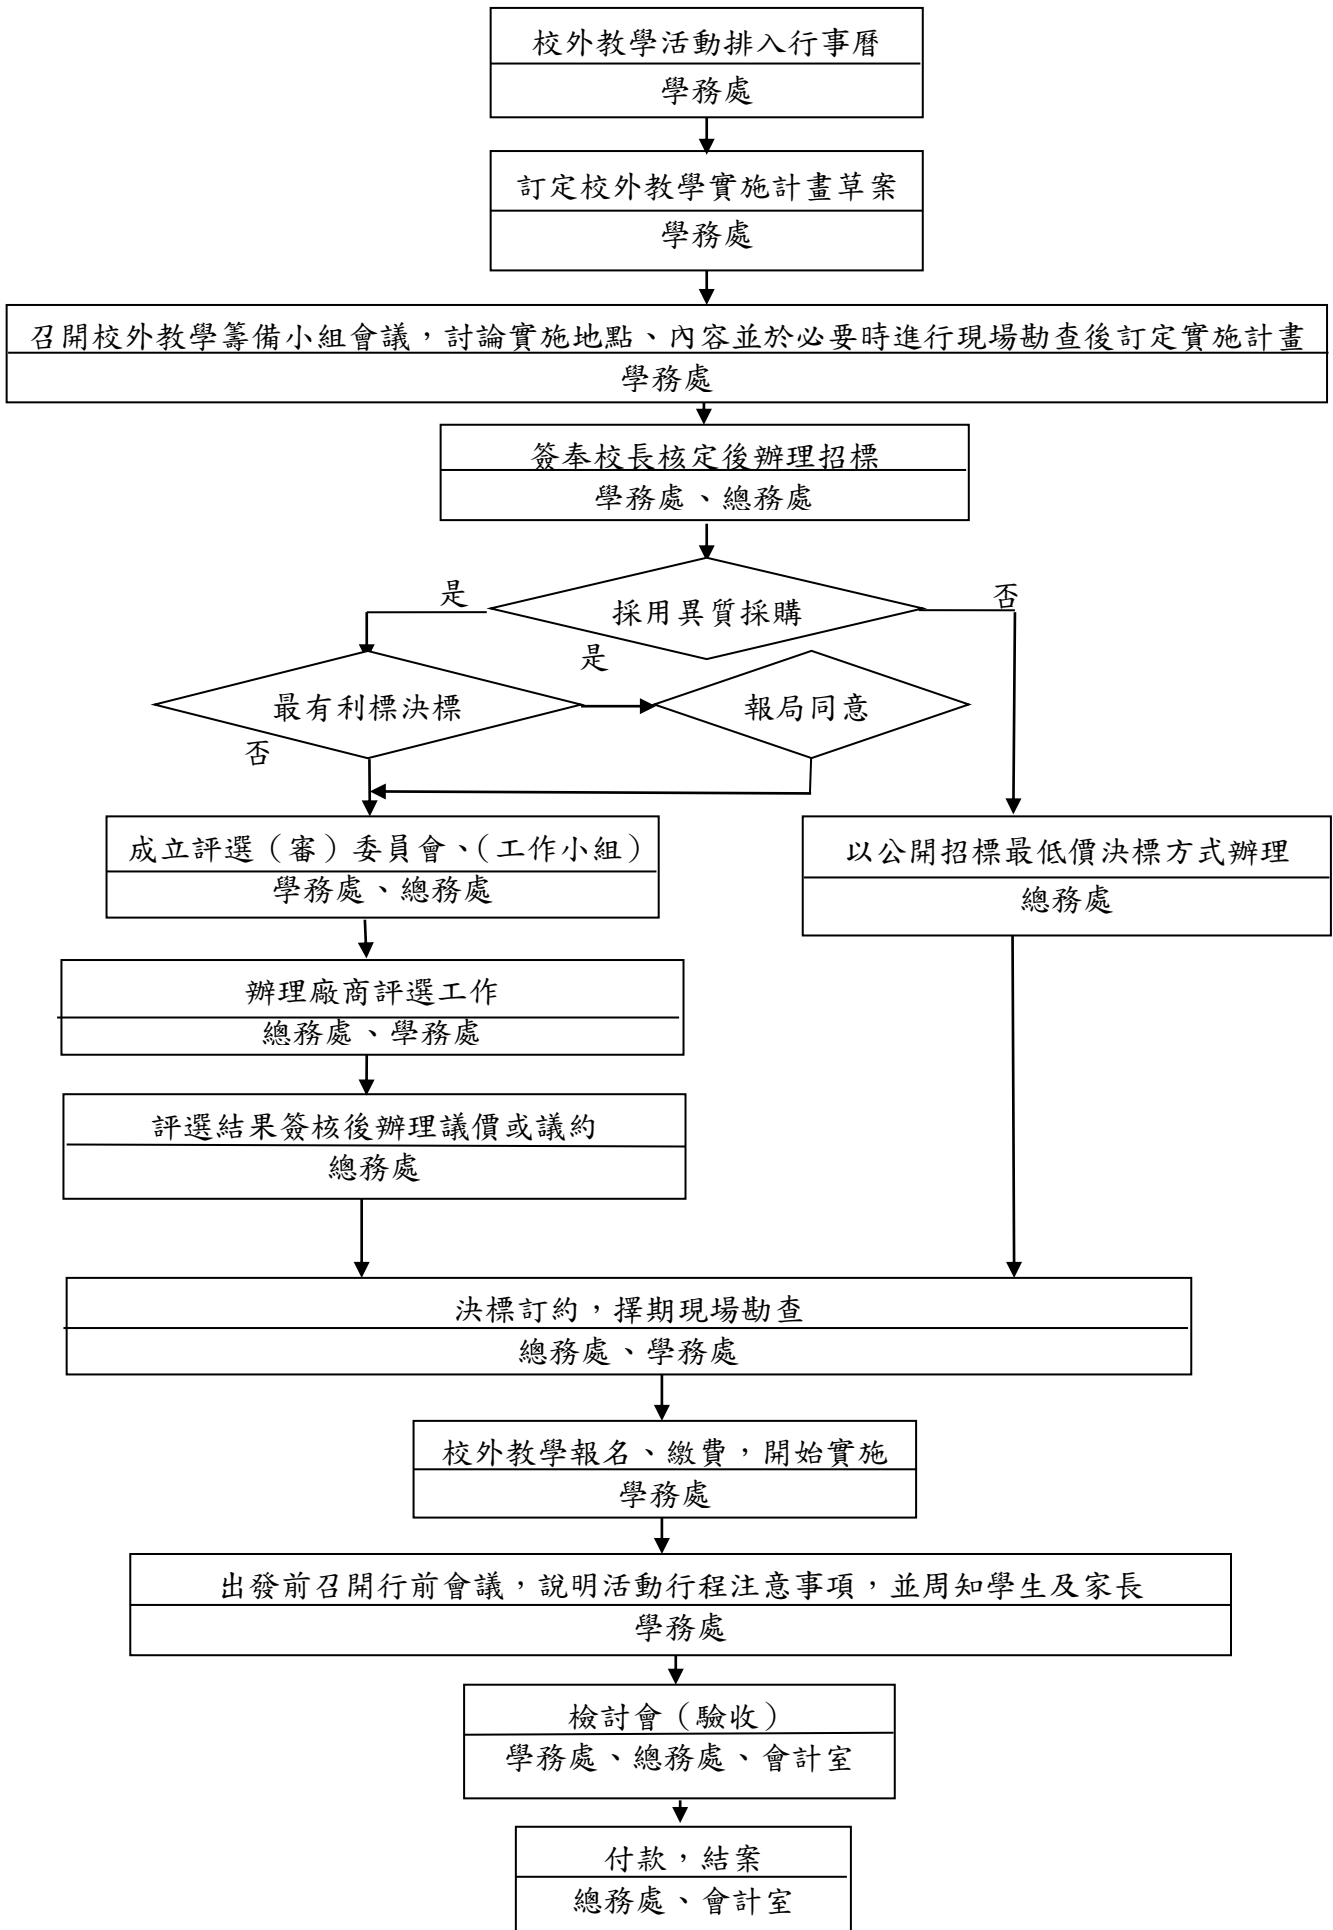 校外教學活動排入行事曆
學務處
訂定校外教學實施計畫草案
學務處
召開校外教學籌備小組會議，討論實施地點、內容並於必要時進行現場勘查後訂定實施計畫
學務處
簽奉校長核定後辦理招標
學務處、總務處
是
採用異質採購
否
是
最有利標決標
報局同意
否
成立評選（審）委員會、（工作小組）
學務處、總務處
以公開招標最低價決標方式辦理
總務處
辦理廠商評選工作
總務處、學務處
評選結果簽核後辦理議價或議約
總務處
決標訂約，擇期現場勘查
總務處、學務處
校外教學報名、繳費，開始實施
學務處
出發前召開行前會議，說明活動行程注意事項，並周知學生及家長
學務處
檢討會（驗收）
學務處、總務處、會計室
付款，結案
總務處、會計室